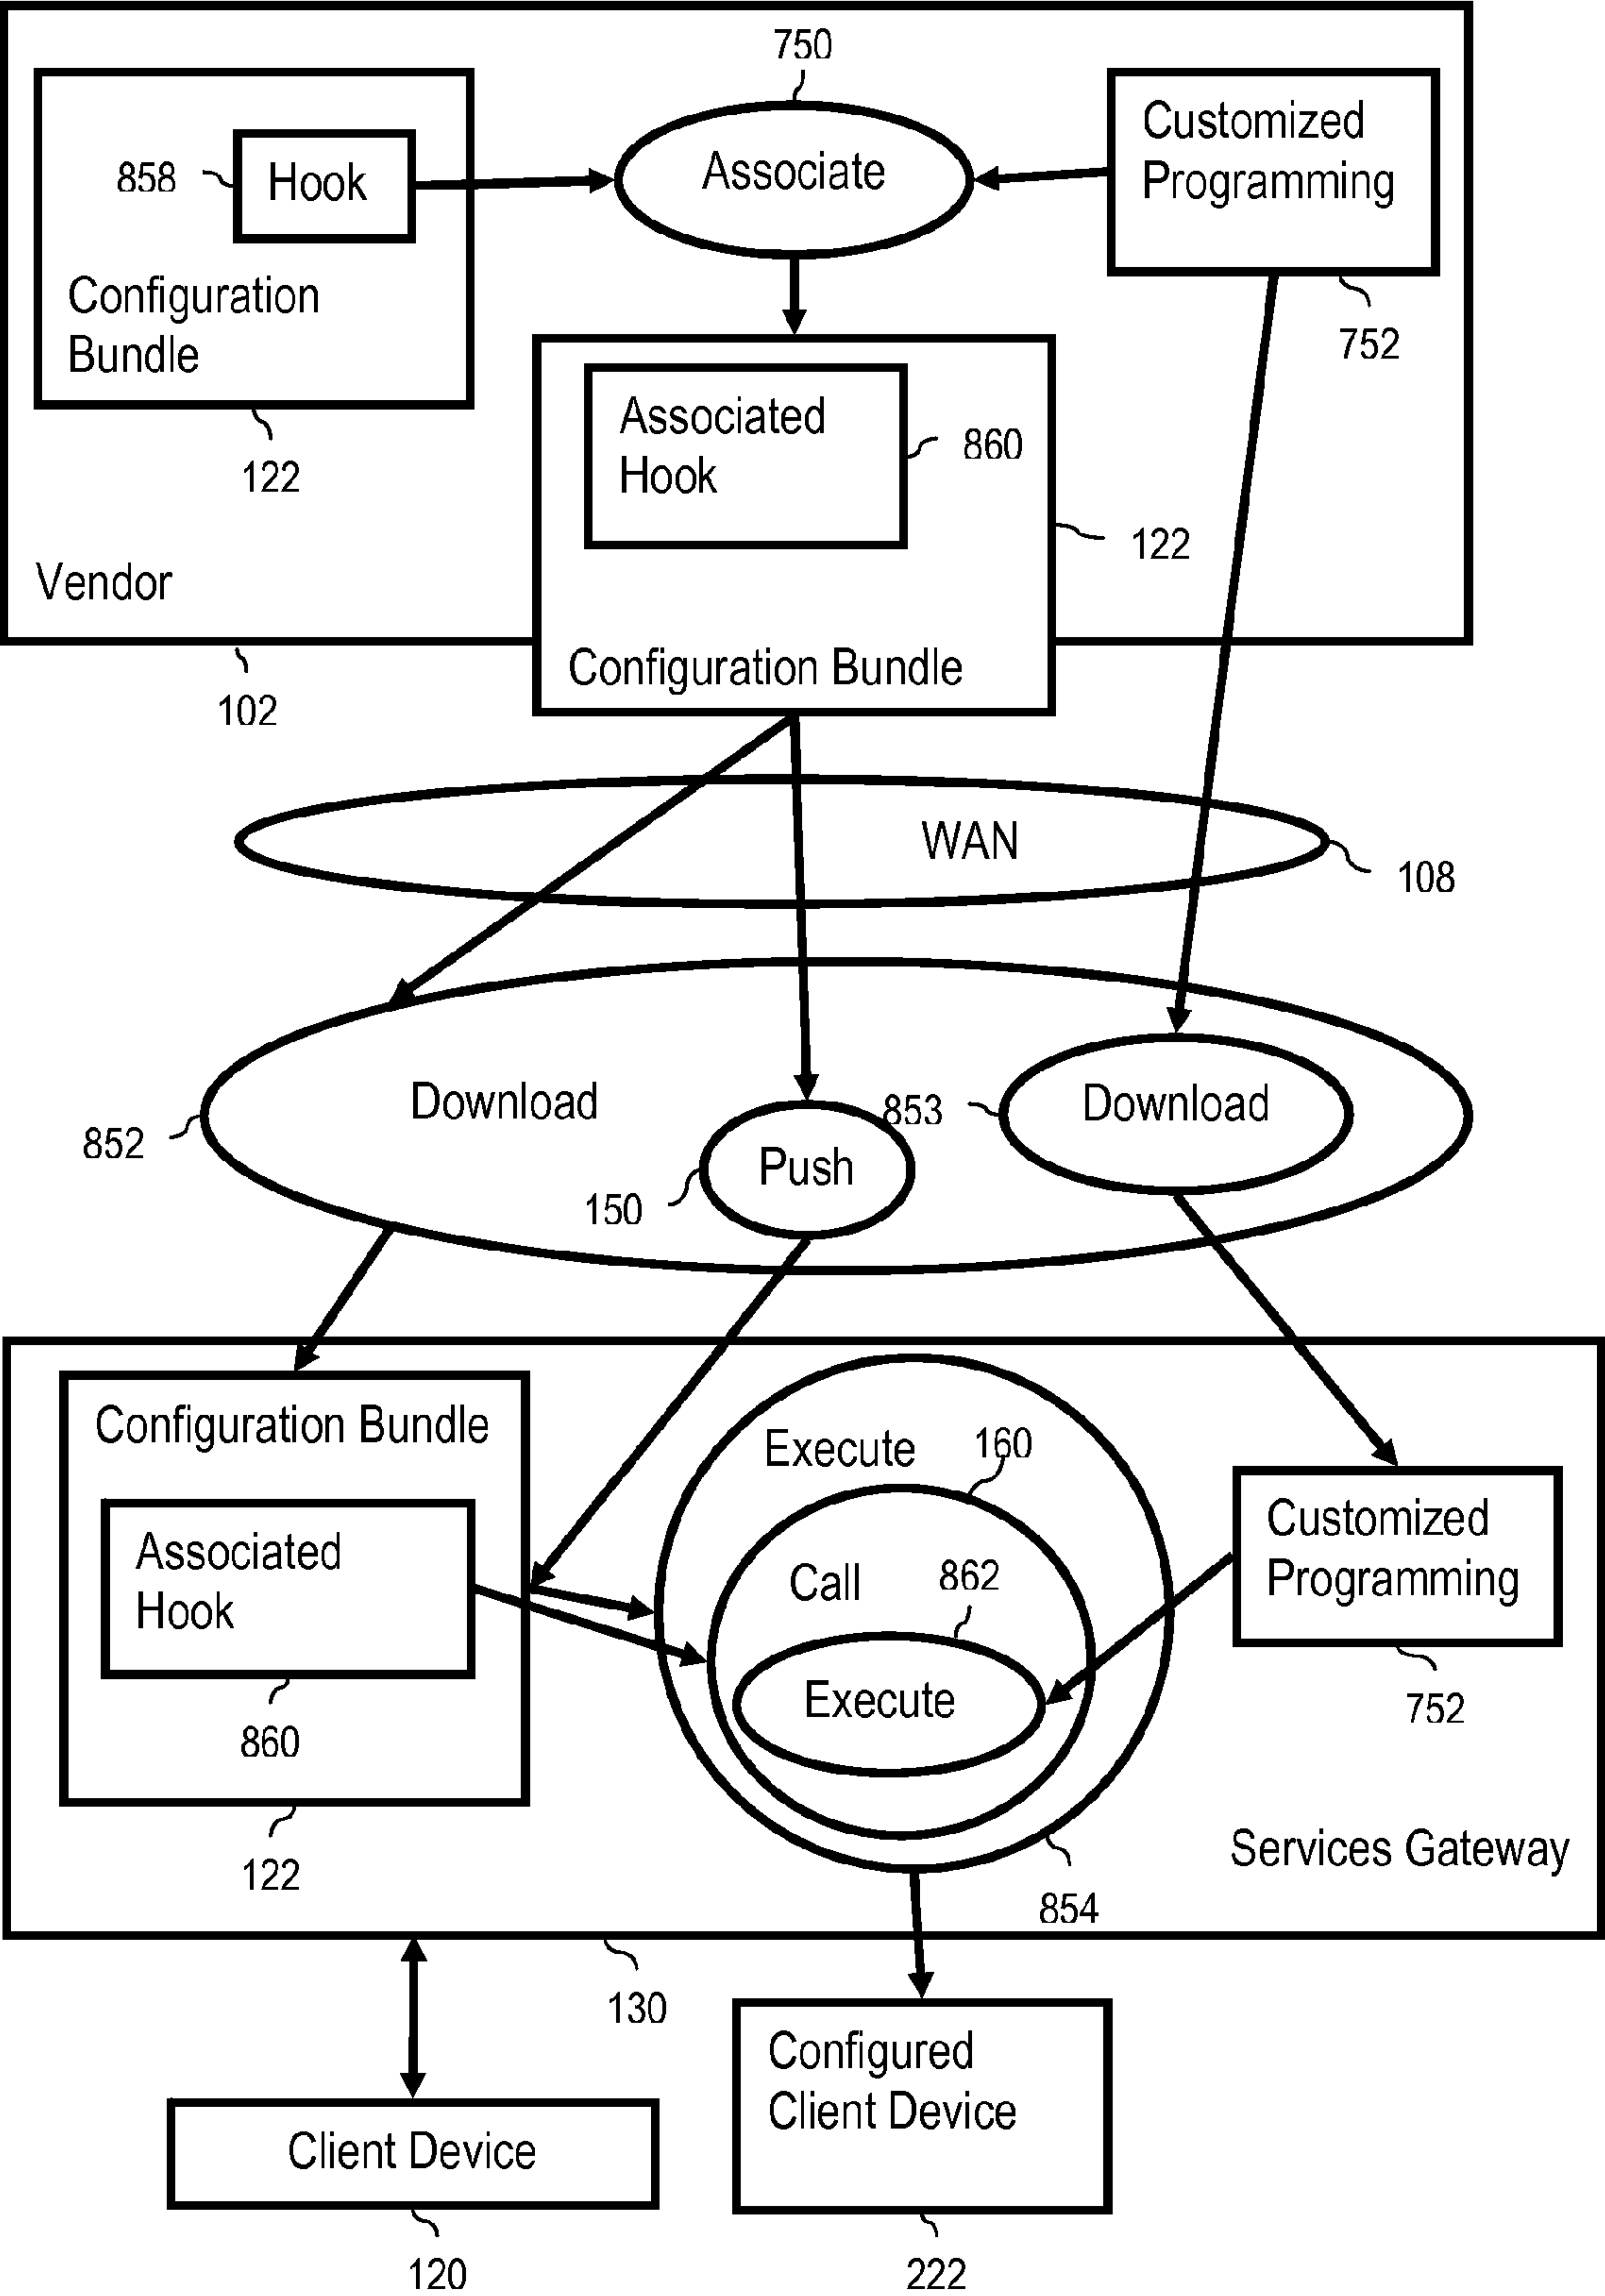 750
Customized
Programming
Associate
858
Hook
Configuration
Bundle
752
Associated
Hook
860
122
122
Vendor
Configuration Bundle
102
WAN
108
Download
853
Download
852
Push
150
Configuration Bundle
Execute
160
Customized
Programming
Associated
Hook
Call
862
Execute
752
860
Services Gateway
122
854
130
Configured
Client Device
Client Device
120
222